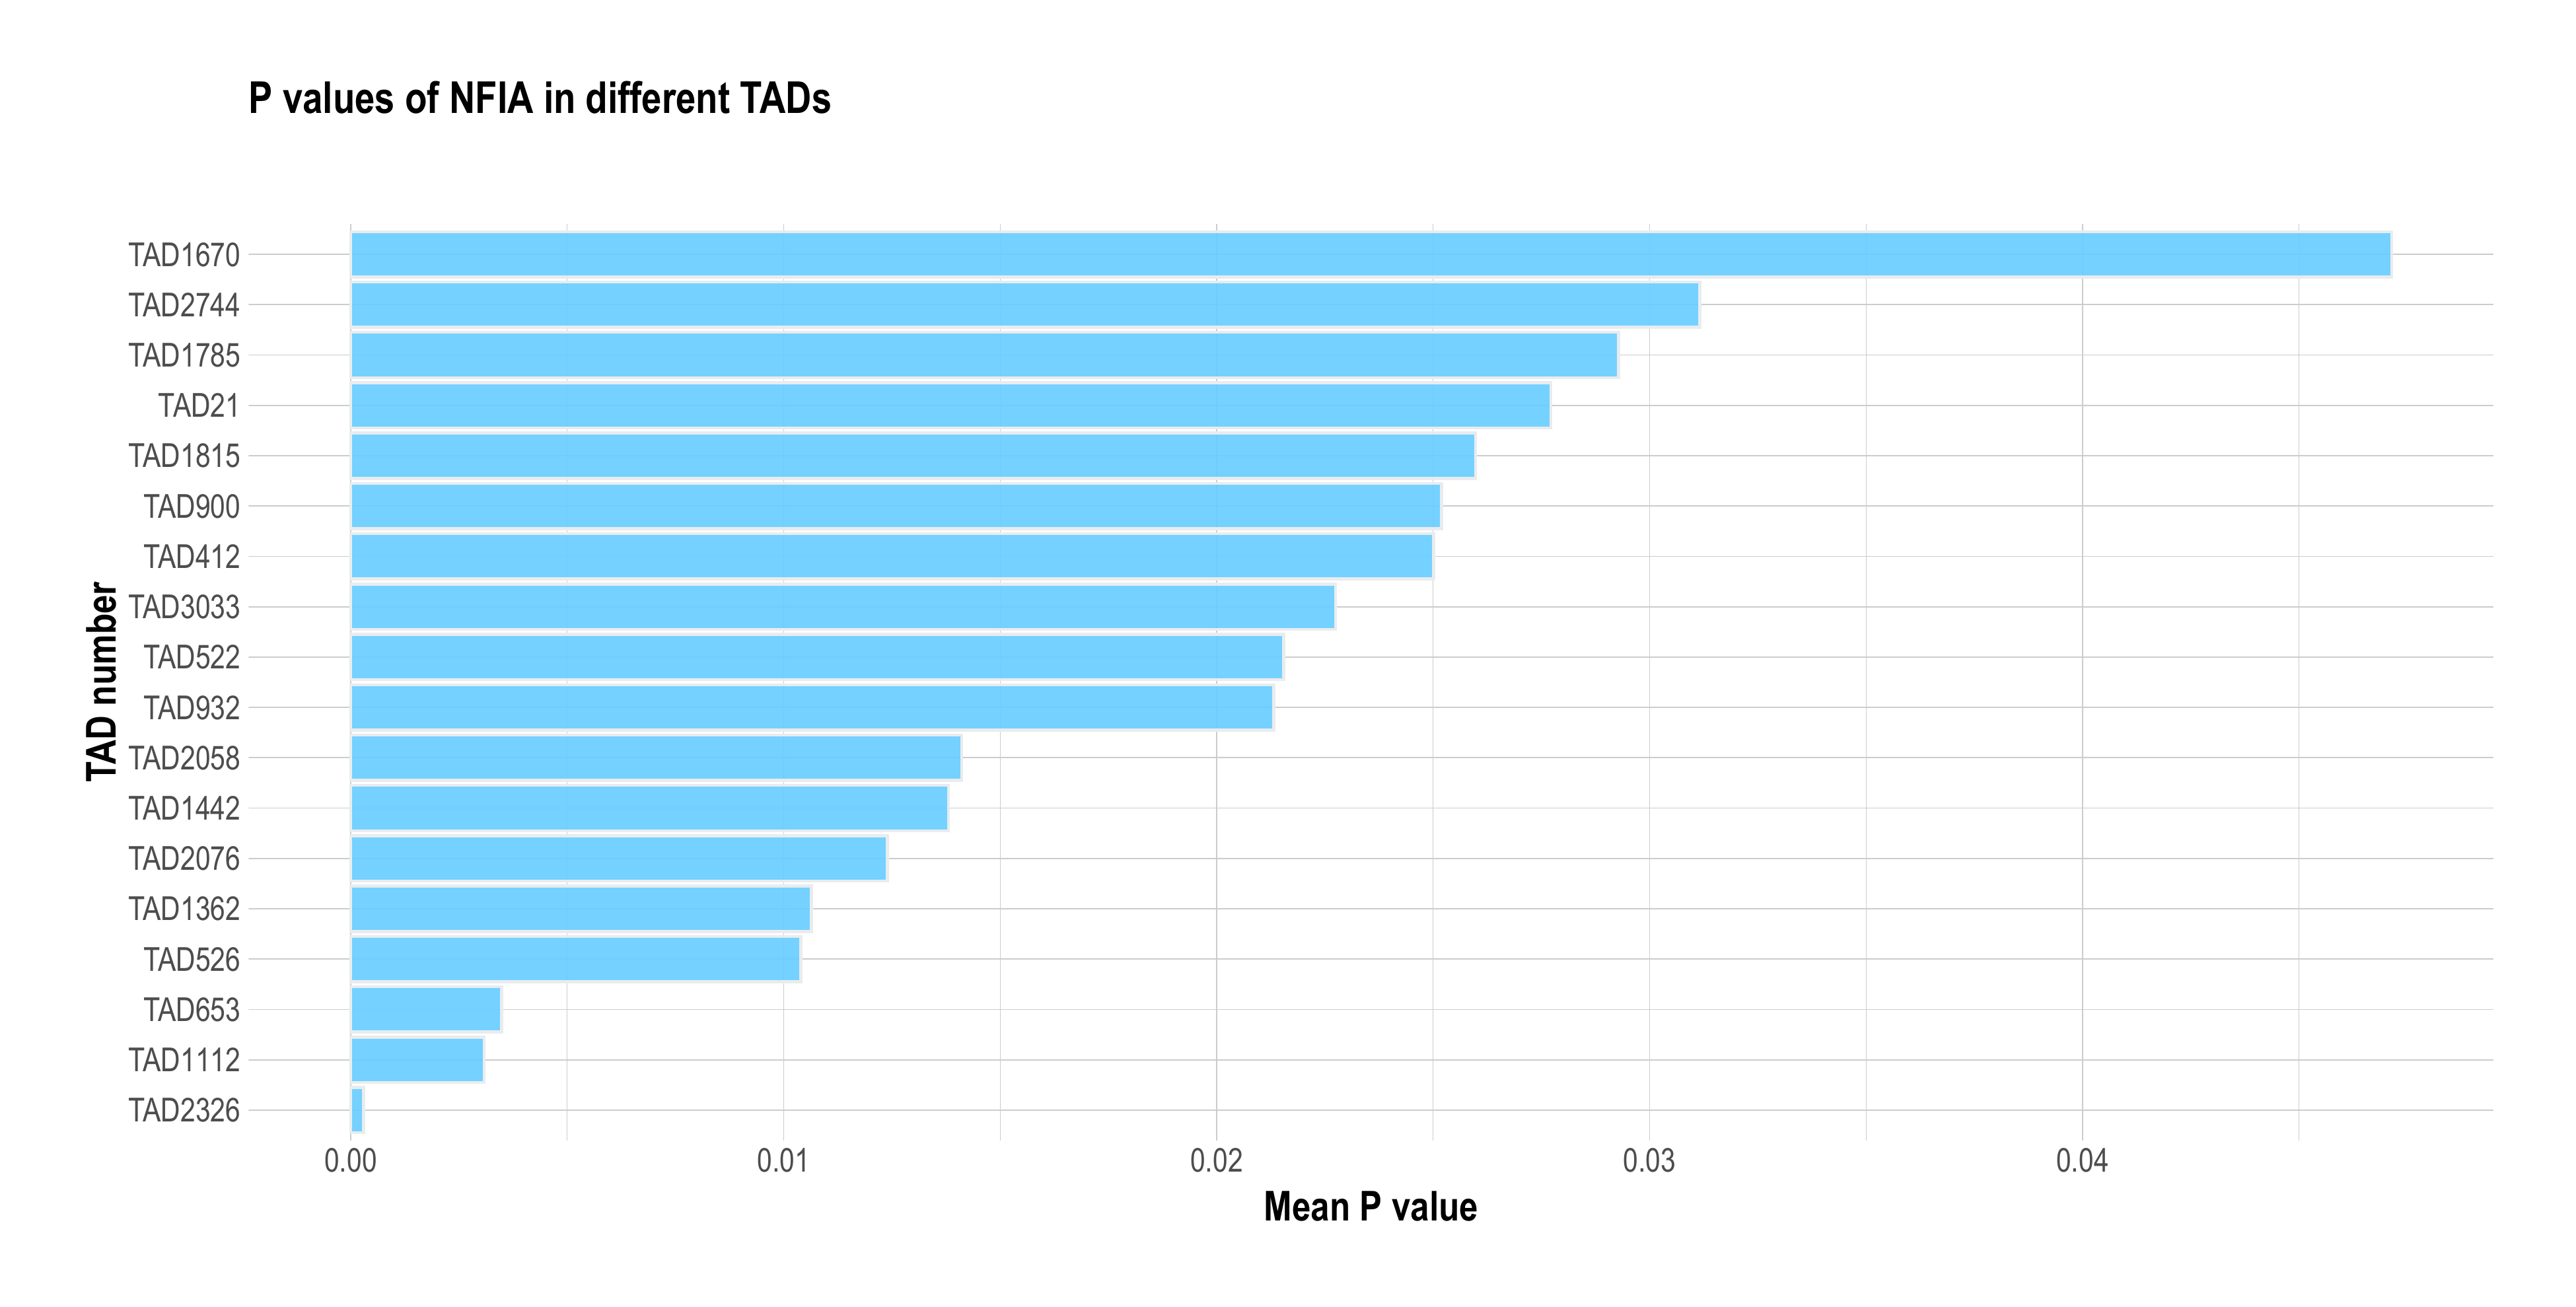 P values of NFIA in different TADs
TAD number
TAD1670
TAD2744
TAD1785
TAD21
TAD1815
TAD900
TAD412
TAD3033
TAD522
TAD932
TAD2058
TAD1442
TAD2076
TAD1362
TAD526
TAD653
TAD1112
TAD2326
0.00 0.01 0.02 0.03 0.04
Mean P value